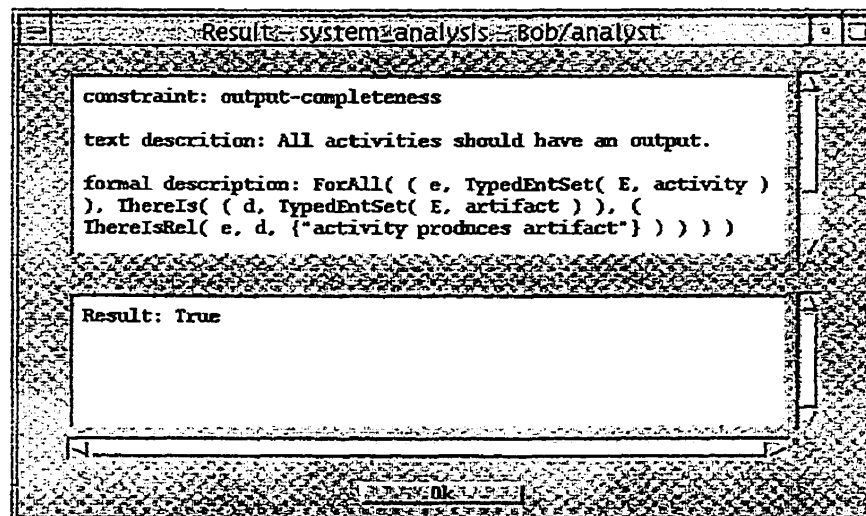 Result - system-analysis - Bob/analyst
constraint: output-completeness
text descrition: All activities should have an output.
formal description: ForAll( ( e, TypedEntSet( E, activity )
), ThereIs( ( d, TypedEntSet( E, artifact ) ), (
ThereIsRel( e, d, {"activity produces artifact"} ) ) ) )
Result: True
Ok